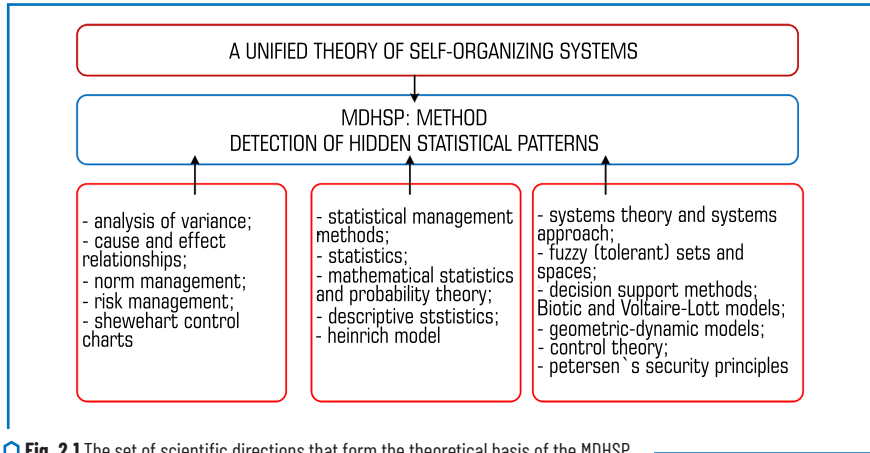 A UNIFIED THEORY OF SELF-ORGANIZING SYSTEMS
MDHSP: METHOD
DETECTION OF HIDDEN STATISTICAL PATTERNS
- analysis of variance;
- cause and effect
relationships;
- norm management;
- risk management;
- shewehart control
charts
- statistical management
methods;
- statistics;
- mathematical statistics
and probability theory;
- descriptive ststistics;
- heinrich model
- systems theory and systems
approach;
- fuzzy (tolerant) sets and
spaces;
- decision support methods;
Biotic and Voltaire-Lott models;
- geometric-dynamic models;
- control theory;
- petersen`s security principles
Fig. 2.1 The set of scientific directions that form the theoretical basis of the MDHSP